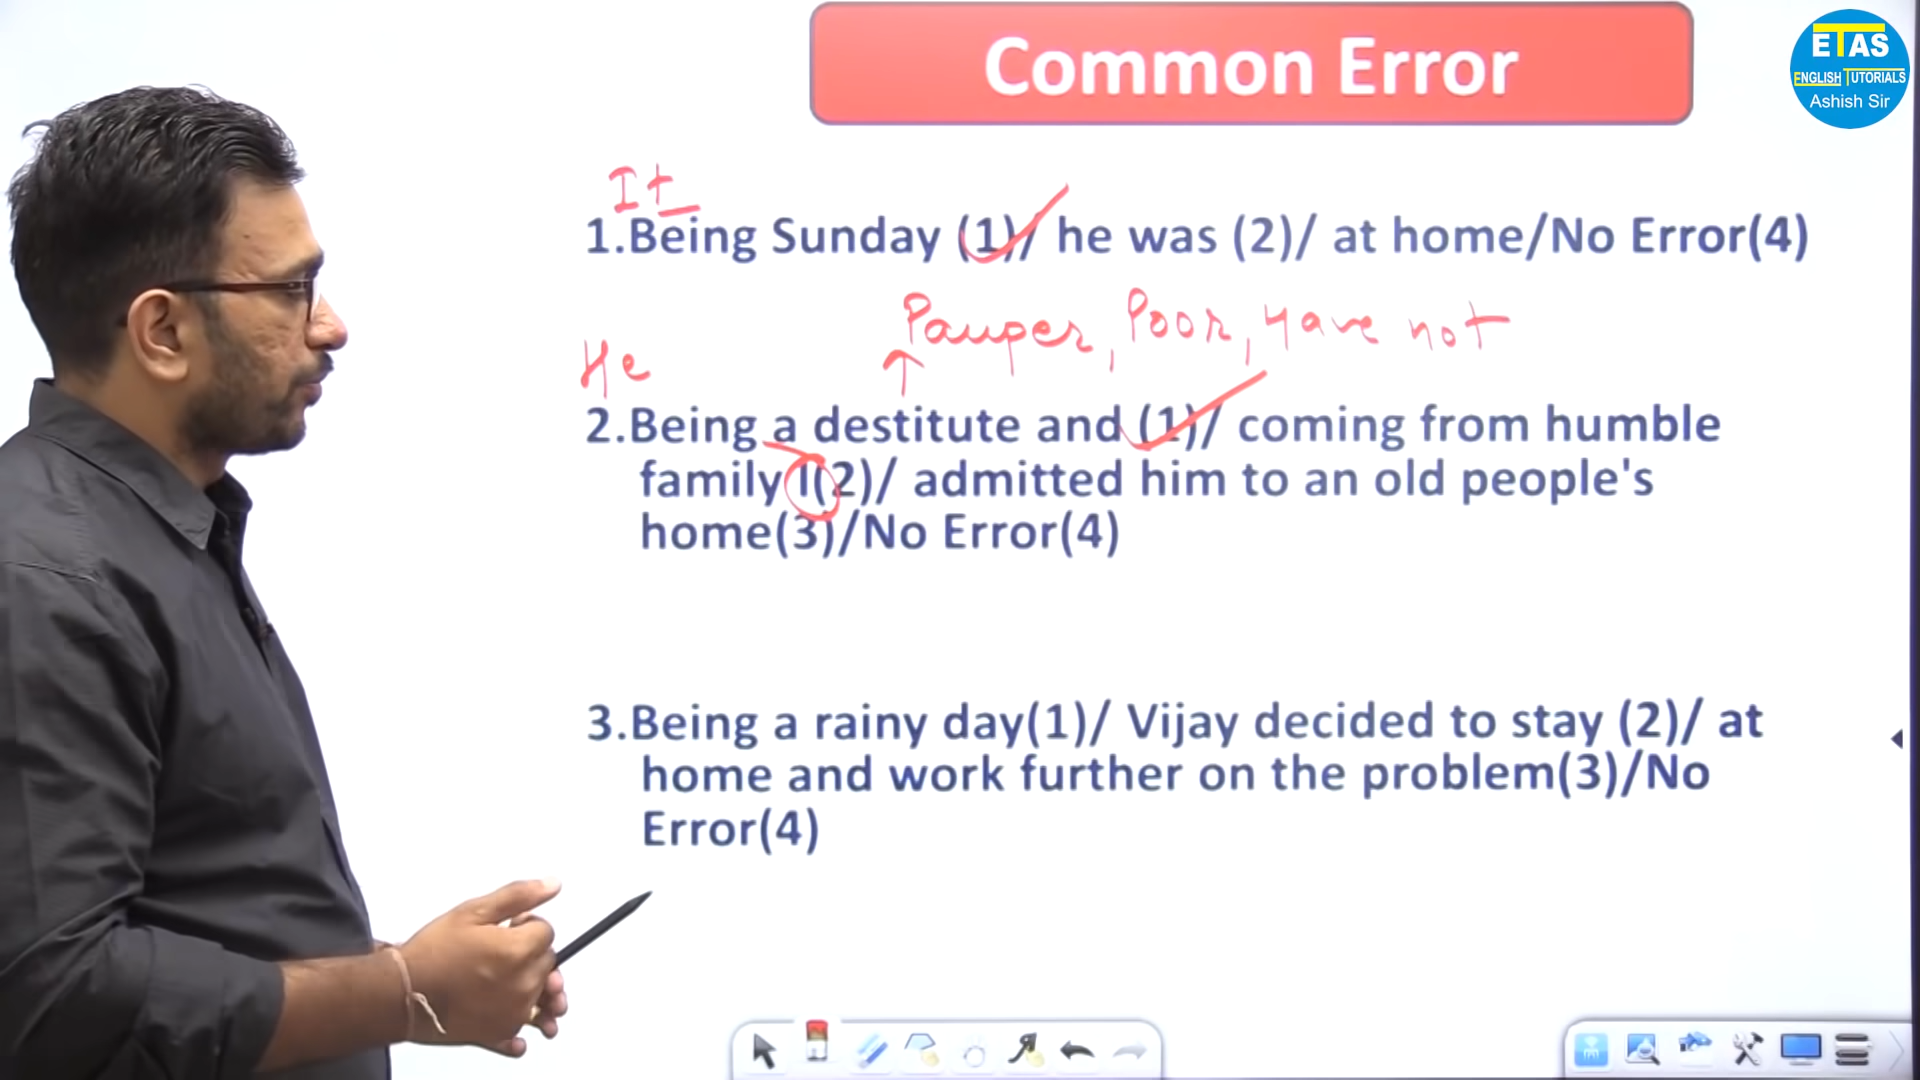 Common Error
ETAS
ENGLISH TUTORIALS
Ashish Sir
It
1.Being Sunday (1)/ he was (2)/ at home/No Error(4)
Pauper, Poor, Have not
He
2.Being a destitute and (1)/ coming from humble
family I(2)/ admitted him to an old people's
home(3)/No Error(4)
3.Being a rainy day(1)/ Vijay decided to stay (2)/ at
home and work further on the problem(3)/No
Error(4)